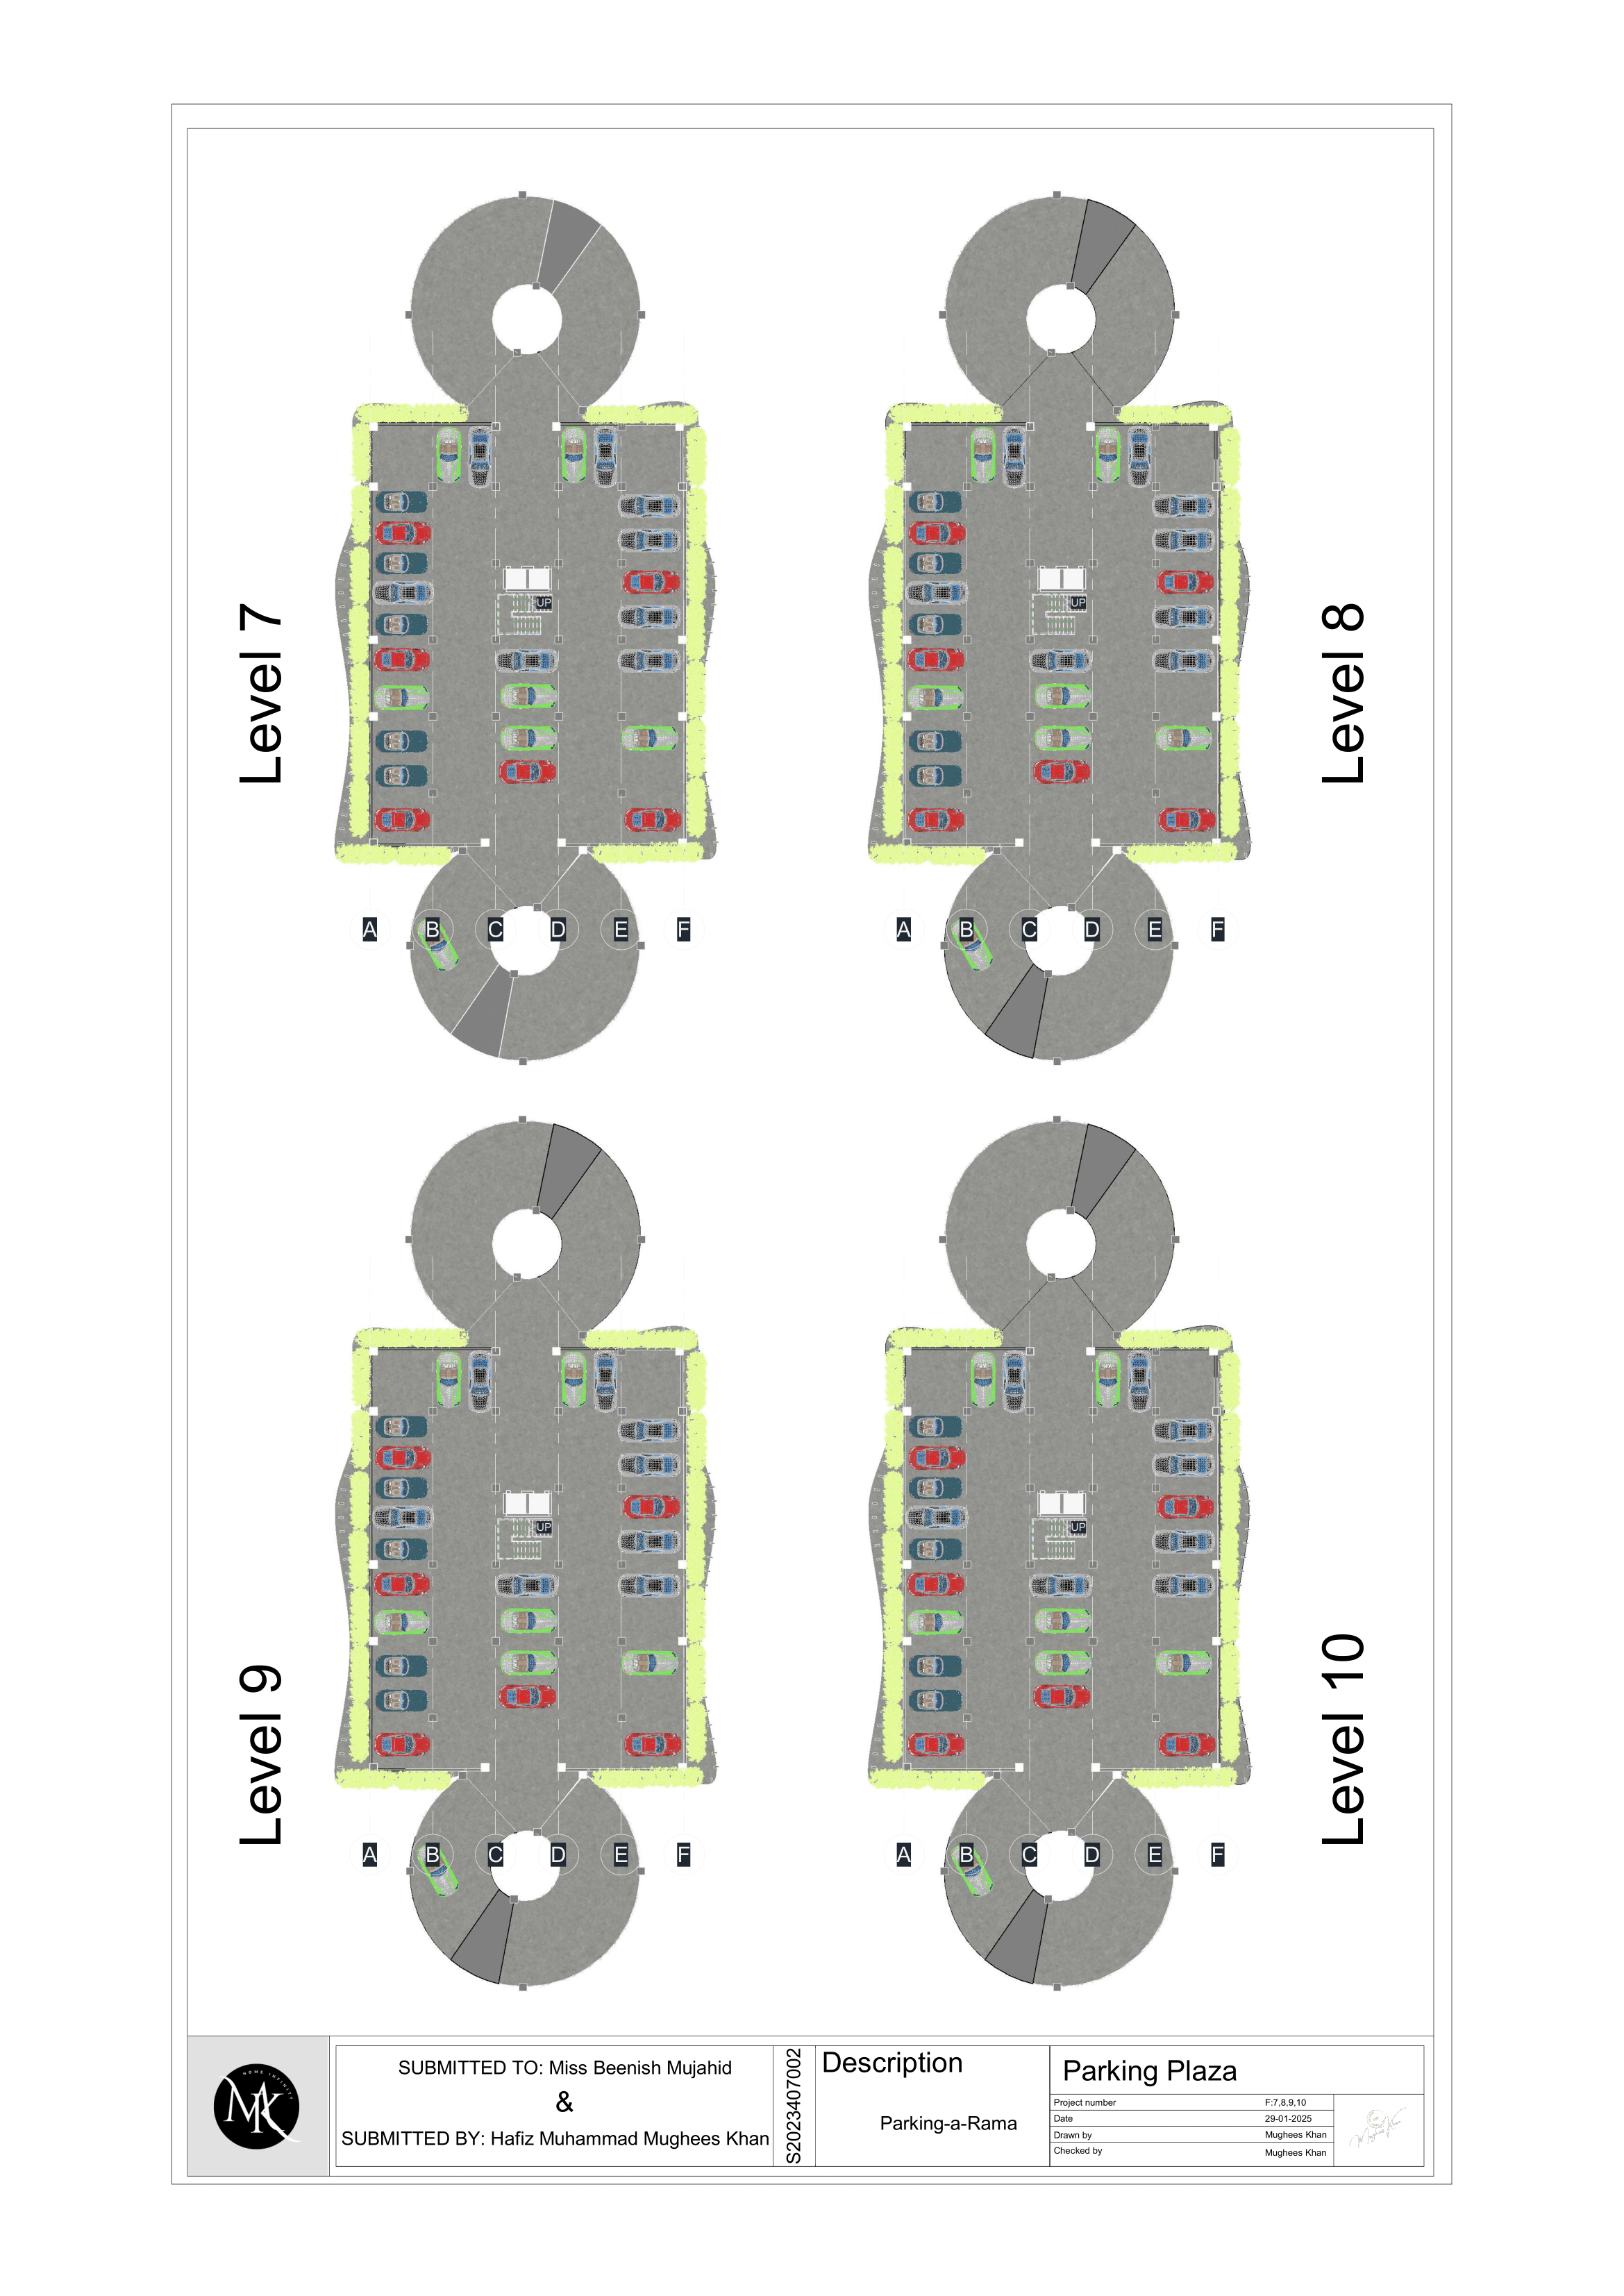 Level 7
UP
A B C D E F
Level 8
UP
A B C D E F
Level 9
UP
A B C D E F
Level 10
UP
A B C D E F
HOME INFINITY
MK
SUBMITTED TO: Miss Beenish Mujahid
&
SUBMITTED BY: Hafiz Muhammad Mughees Khan
S2023407002
Description
Parking-a-Rama
Parking Plaza
Project number F:7,8,9,10
Date 29-01-2025
Drawn by Mughees Khan
Checked by Mughees Khan